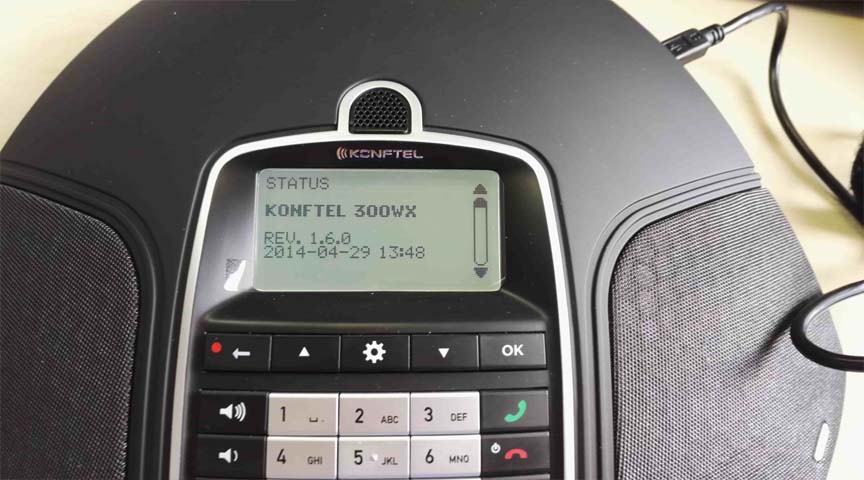 KONFTEL
STATUS
KONFTEL 300WX
REV. 1.6.0
2014-04-29 13:48
OK
1 2 ABC 3 DEF
4 GHI 5 JKL 6 MNO